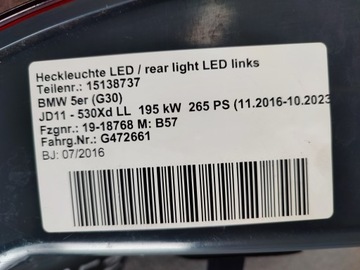 Heckleuchte LED / rear light LED links
Teilenr.: 15138737
BMW 5er (G30)
JD11 - 530Xd LL 195 kW 265 PS (11.2016-10.2023
Fzgnr.: 19-18768 M: B57
Fahrg.Nr.: G472661
BJ: 07/2016